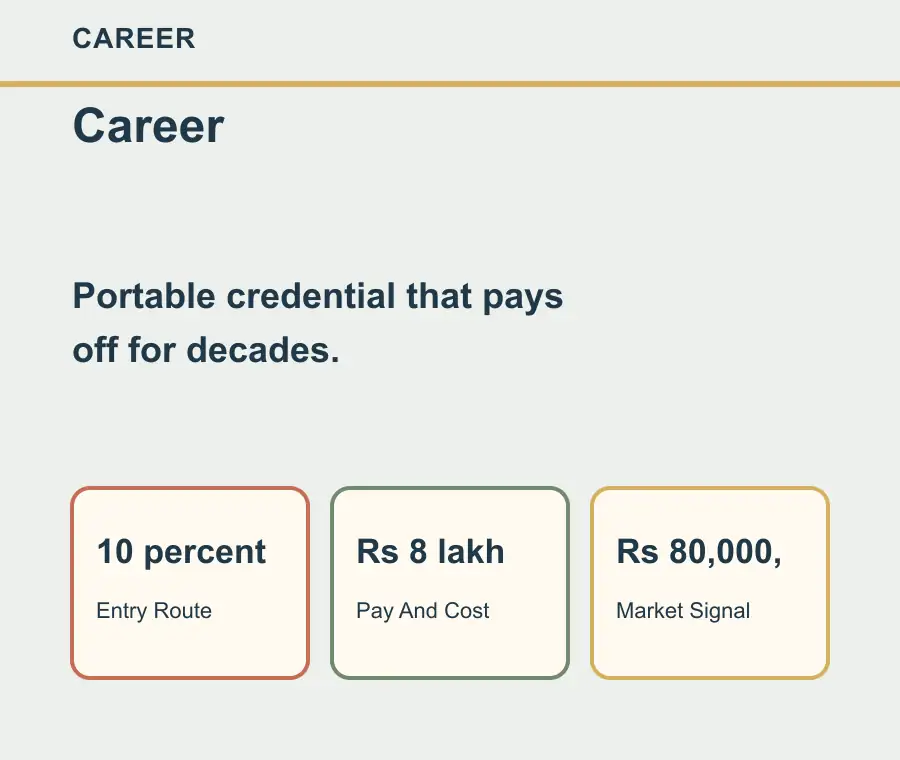 CAREER
Career
Portable credential that pays
off for decades.
10 percent
Entry Route
Rs 8 lakh
Pay And Cost
Rs 80,000,
Market Signal